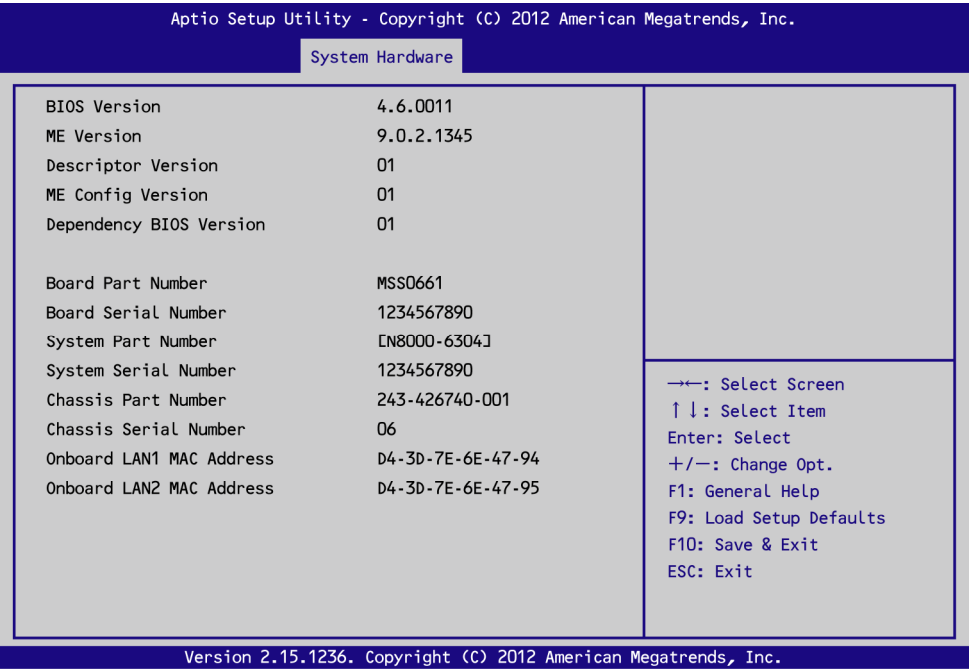 Aptio Setup Utility - Copyright (C) 2012 American Megatrends, Inc.
System Hardware
BIOS Version 4.6.0011
ME Version 9.0.2.1345
Descriptor Version 01
ME Config Version 01
Dependency BIOS Version 01
Board Part Number MSS0661
Board Serial Number 1234567890
System Part Number [N8000-6304]
System Serial Number 1234567890
Chassis Part Number 243-426740-001
Chassis Serial Number 06
Onboard LAN1 MAC Address D4-3D-7E-6E-47-94
Onboard LAN2 MAC Address D4-3D-7E-6E-47-95
→←: Select Screen
↑↓: Select Item
Enter: Select
+/-: Change Opt.
F1: General Help
F9: Load Setup Defaults
F10: Save & Exit
ESC: Exit
Version 2.15.1236. Copyright (C) 2012 American Megatrends, Inc.